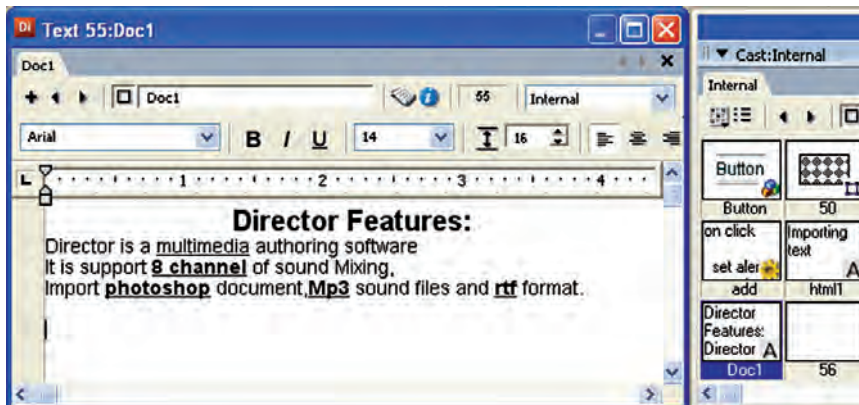 Di Text 55:Doc1
Doc1
Doc1 55 Internal
Arial B I U 14 16
L 1 2 3 4
Director Features:
Director is a multimedia authoring software
It is support 8 channel of sound Mixing,
Import photoshop document,Mp3 sound files and rtf format.
Cast:Internal
Internal
Button
Button 50
on click
set aler
add
Importing
text
A
html1
Director
Features:
Director A
Doc1 56